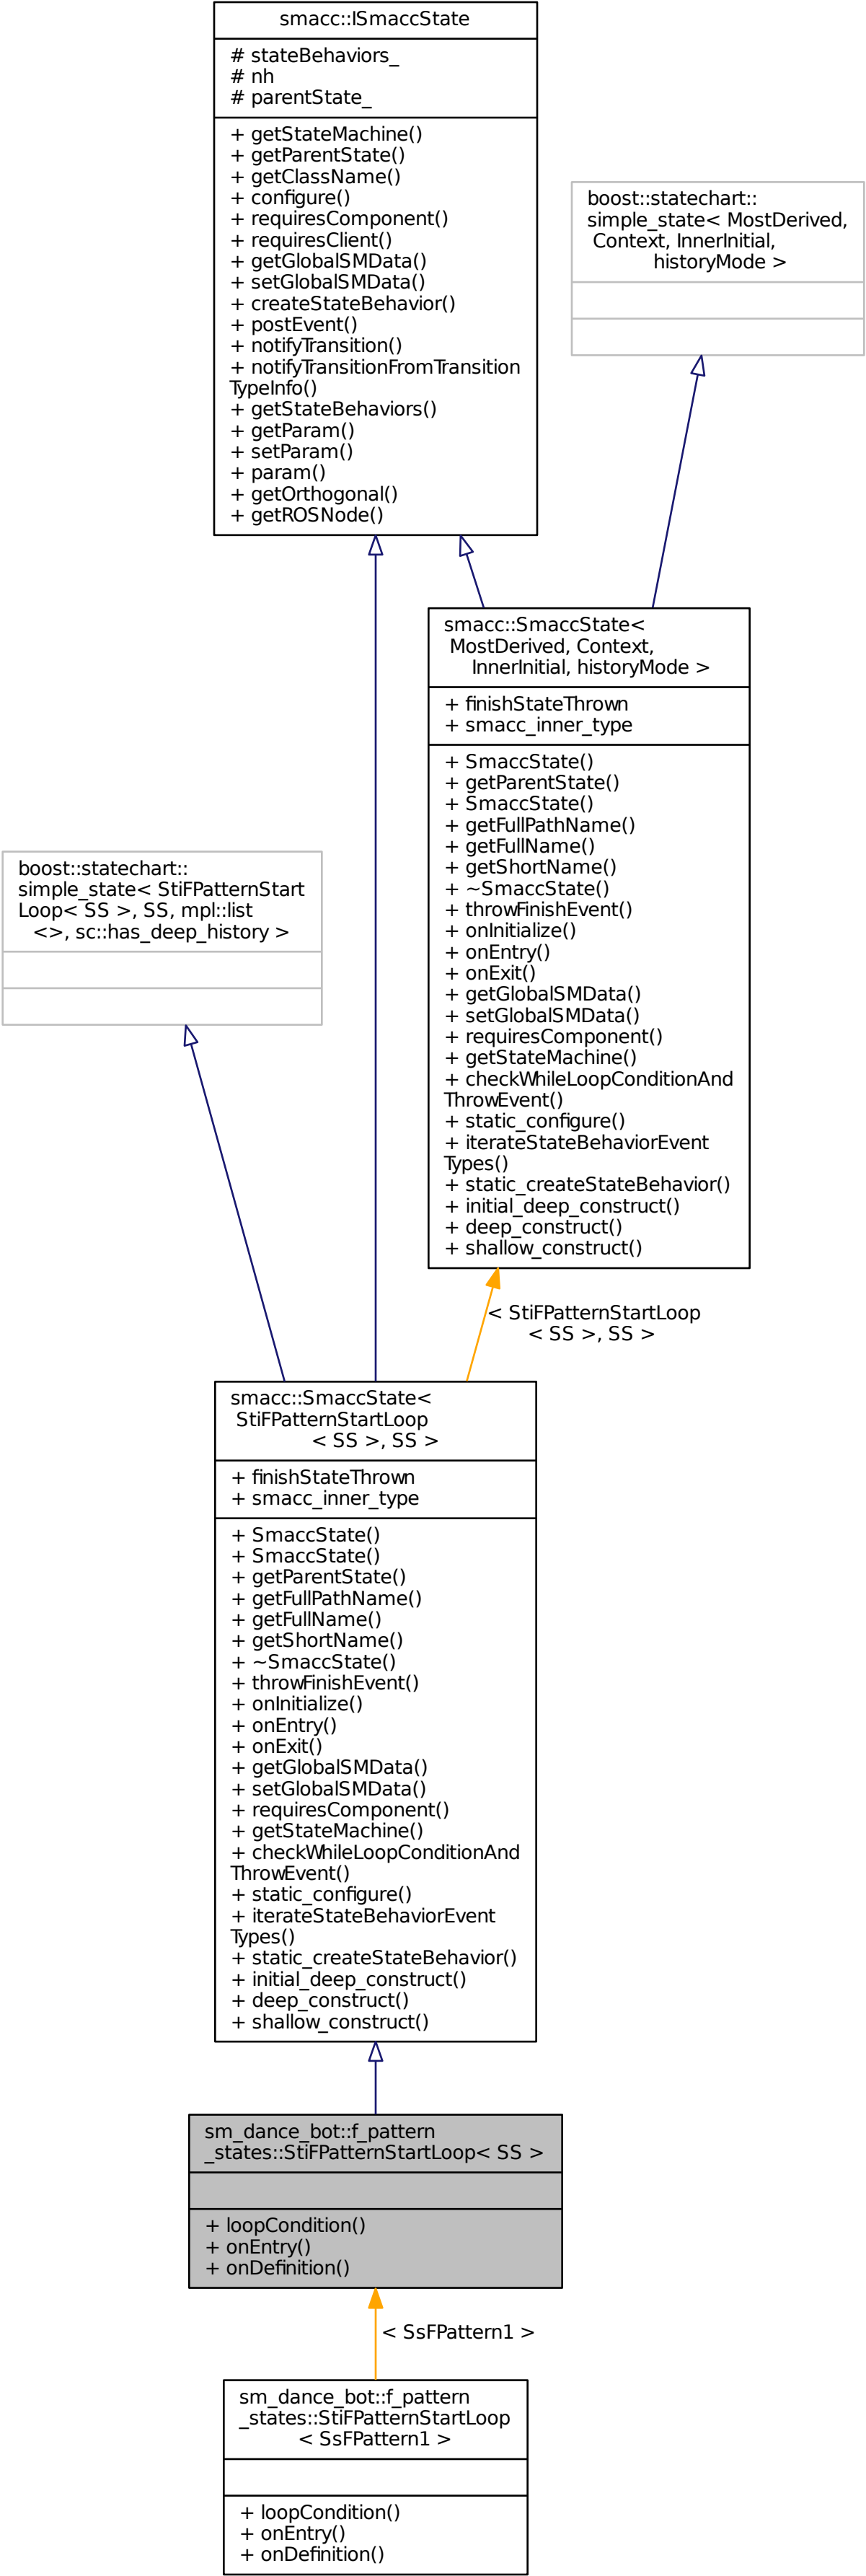 smacc::ISmaccState
# stateBehaviors_
# nh
# parentState_
+ getStateMachine()
+ getParentState()
+ getClassName()
+ configure()
+ requiresComponent()
+ requiresClient()
+ getGlobalSMData()
+ setGlobalSMData()
+ createStateBehavior()
+ postEvent()
+ notifyTransition()
+ notifyTransitionFromTransition
TypeInfo()
+ getStateBehaviors()
+ getParam()
+ setParam()
+ param()
+ getOrthogonal()
+ getROSNode()
boost::statechart::
simple_state< MostDerived,
Context, InnerInitial,
historyMode >
smacc::SmaccState<
MostDerived, Context,
InnerInitial, historyMode >
+ finishStateThrown
+ smacc_inner_type
+ SmaccState()
+ getParentState()
+ SmaccState()
+ getFullPathName()
+ getFullName()
+ getShortName()
+ ~SmaccState()
+ throwFinishEvent()
+ onInitialize()
+ onEntry()
+ onExit()
+ getGlobalSMData()
+ setGlobalSMData()
+ requiresComponent()
+ getStateMachine()
+ checkWhileLoopConditionAnd
ThrowEvent()
+ static_configure()
+ iterateStateBehaviorEvent
Types()
+ static_createStateBehavior()
+ initial_deep_construct()
+ deep_construct()
+ shallow_construct()
boost::statechart::
simple_state< StiFPatternStart
Loop< SS >, SS, mpl::list
<>, sc::has_deep_history >
< StiFPatternStartLoop
< SS >, SS >
smacc::SmaccState<
StiFPatternStartLoop
< SS >, SS >
+ finishStateThrown
+ smacc_inner_type
+ SmaccState()
+ SmaccState()
+ getParentState()
+ getFullPathName()
+ getFullName()
+ getShortName()
+ ~SmaccState()
+ throwFinishEvent()
+ onInitialize()
+ onEntry()
+ onExit()
+ getGlobalSMData()
+ setGlobalSMData()
+ requiresComponent()
+ getStateMachine()
+ checkWhileLoopConditionAnd
ThrowEvent()
+ static_configure()
+ iterateStateBehaviorEvent
Types()
+ static_createStateBehavior()
+ initial_deep_construct()
+ deep_construct()
+ shallow_construct()
sm_dance_bot::f_pattern
_states::StiFPatternStartLoop< SS >
+ loopCondition()
+ onEntry()
+ onDefinition()
< SsFPattern1 >
sm_dance_bot::f_pattern
_states::StiFPatternStartLoop
< SsFPattern1 >
+ loopCondition()
+ onEntry()
+ onDefinition()